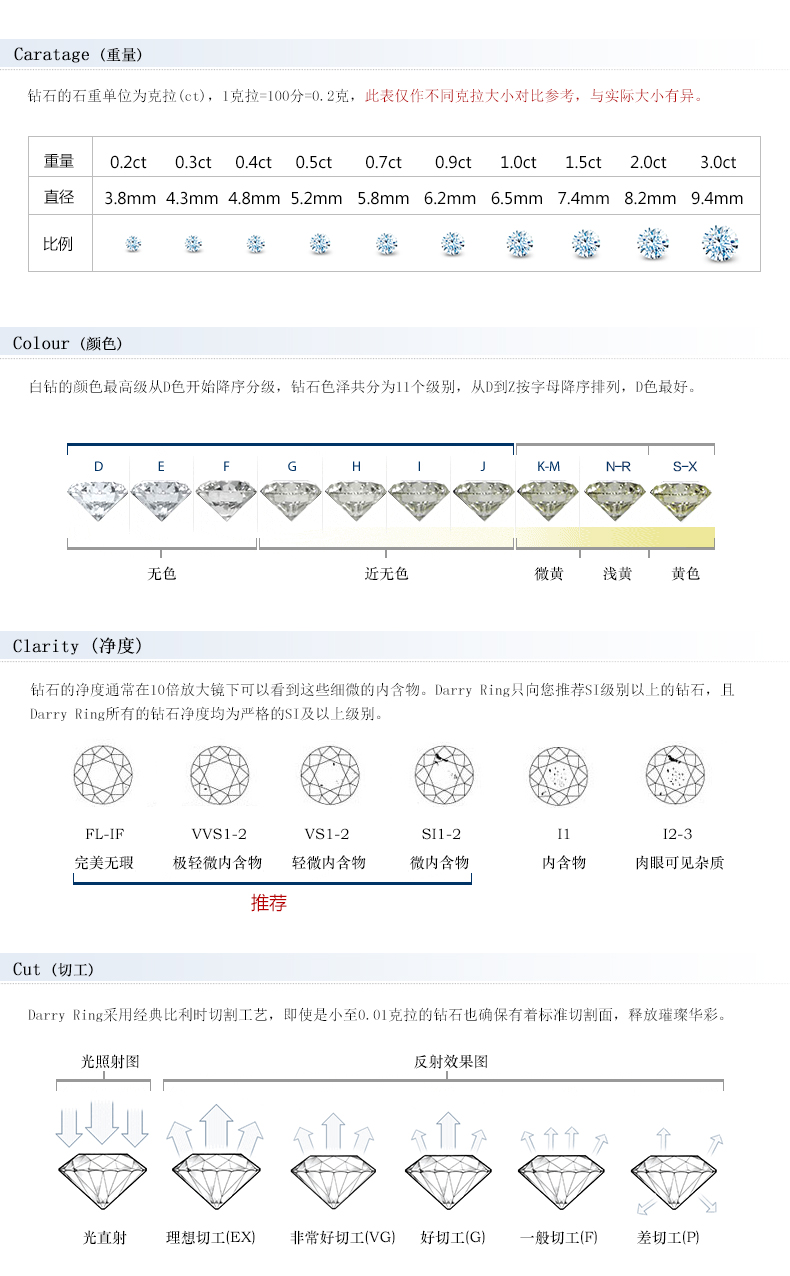 Caratage (重量)
钻石的石重单位为克拉(ct), 1克拉=100分=0.2克, 此表仅作不同克拉大小对比参考, 与实际大小有异。
重量 0.2ct 0.3ct 0.4ct 0.5ct 0.7ct 0.9ct 1.0ct 1.5ct 2.0ct 3.0ct
直径 3.8mm 4.3mm 4.8mm 5.2mm 5.8mm 6.2mm 6.5mm 7.4mm 8.2mm 9.4mm
比例
Colour (颜色)
白钻的颜色最高级从D色开始降序分级, 钻石色泽共分为11个级别, 从D到Z按字母降序排列, D色最好。
D E F G H I J K-M N-R S-X
无色 近无色 微黄 浅黄 黄色
Clarity (净度)
钻石的净度通常在10倍放大镜下可以看到这些细微的内含物。Darry Ring只向您推荐SI级别以上的钻石, 且
Darry Ring所有的钻石净度均为严格的SI及以上级别。
FL-IF VVS1-2 VS1-2 SI1-2 I1 I2-3
完美无瑕 极轻微内含物 轻微内含物 微内含物 内含物 肉眼可见杂质
推荐
Cut (切工)
Darry Ring采用经典比利时切割工艺, 即使是小至0.01克拉的钻石也确保有着标准切割面, 释放璀璨华彩。
光照射图 反射效果图
光直射 理想切工(EX) 非常好切工(VG) 好切工(G) 一般切工(F) 差切工(P)